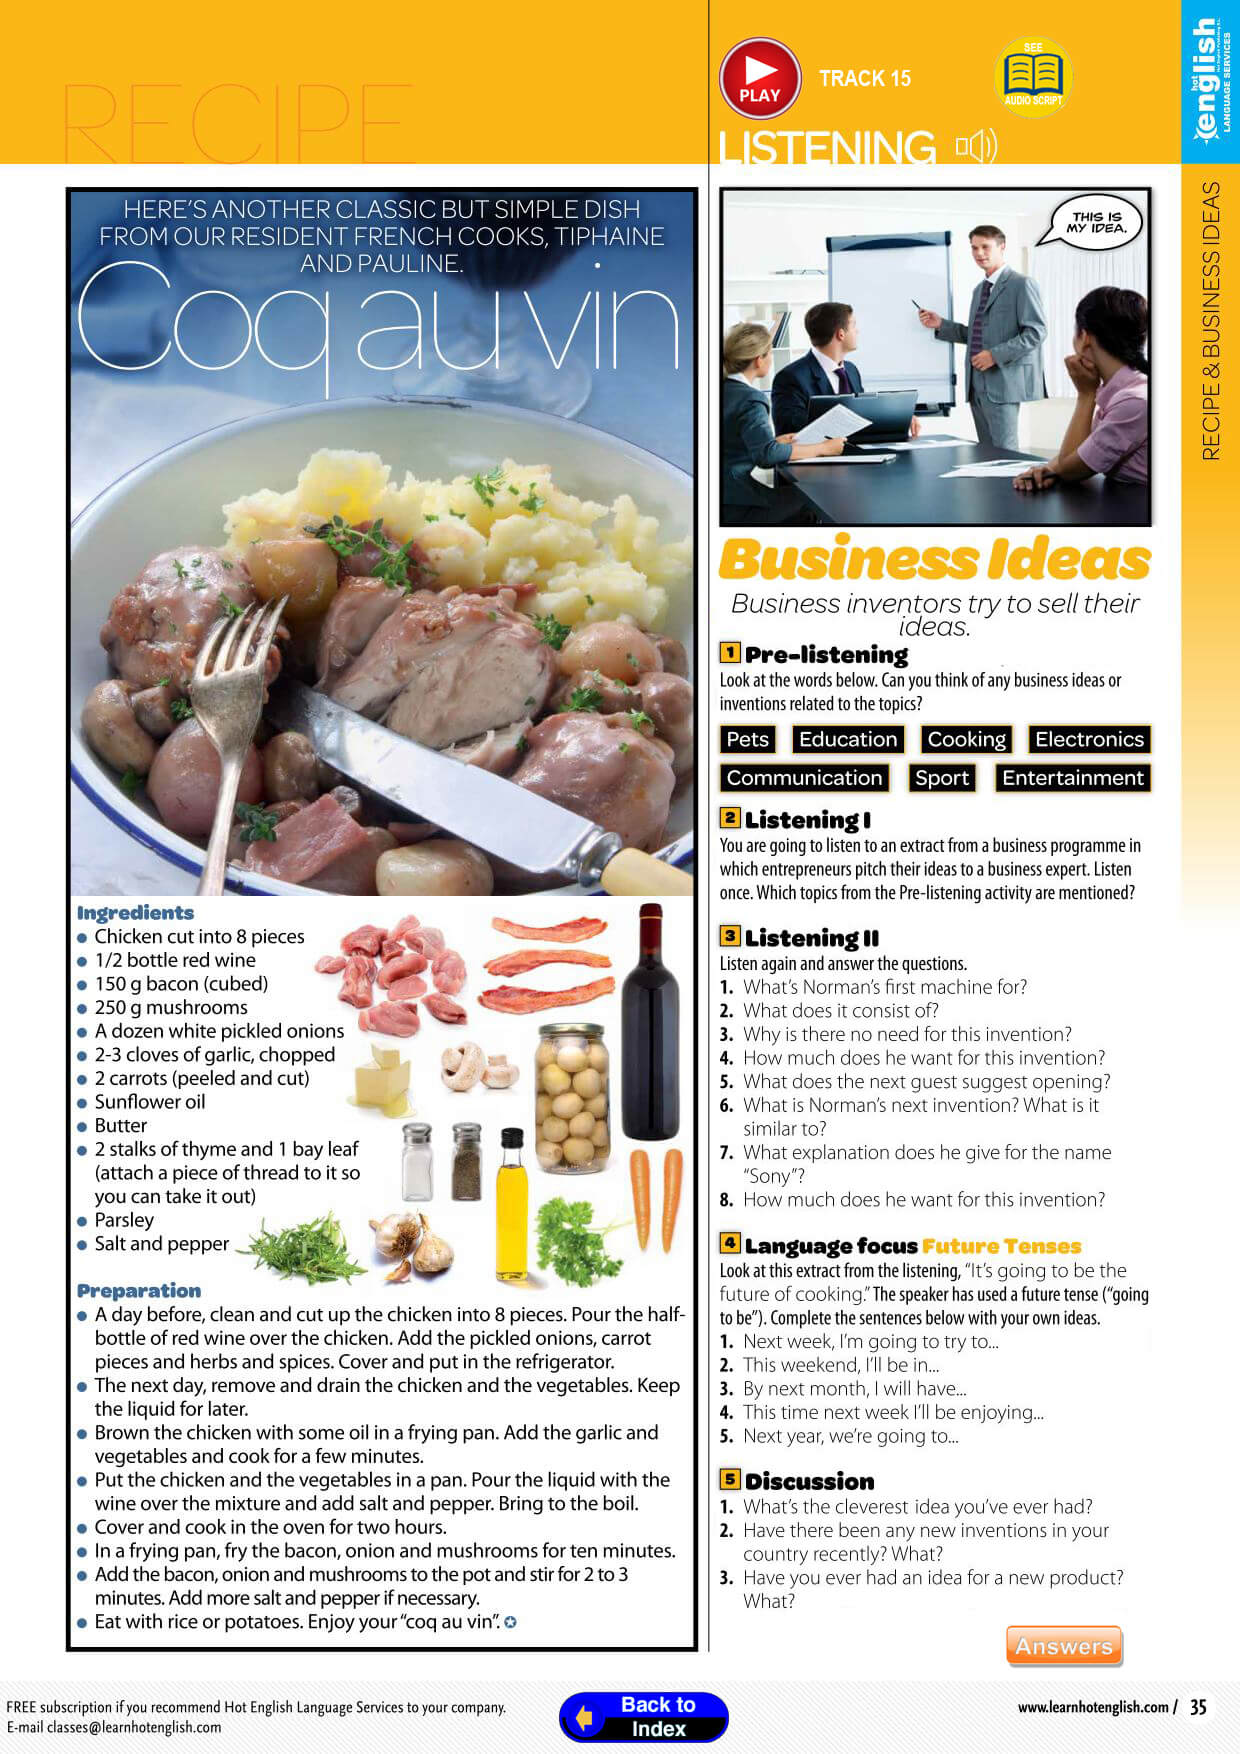 RECIPE
HERE'S ANOTHER CLASSIC BUT SIMPLE DISH
FROM OUR RESIDENT FRENCH COOKS, TIPHAINE
AND PAULINE.
Coq au vin
Ingredients
● Chicken cut into 8 pieces
● 1/2 bottle red wine
● 150 g bacon (cubed)
● 250 g mushrooms
● A dozen white pickled onions
● 2-3 cloves of garlic, chopped
● 2 carrots (peeled and cut)
● Sunflower oil
● Butter
● 2 stalks of thyme and 1 bay leaf
(attach a piece of thread to it so
you can take it out)
● Parsley
● Salt and pepper
Preparation
● A day before, clean and cut up the chicken into 8 pieces. Pour the half-
bottle of red wine over the chicken. Add the pickled onions, carrot
pieces and herbs and spices. Cover and put in the refrigerator.
● The next day, remove and drain the chicken and the vegetables. Keep
the liquid for later.
● Brown the chicken with some oil in a frying pan. Add the garlic and
vegetables and cook for a few minutes.
● Put the chicken and the vegetables in a pan. Pour the liquid with the
wine over the mixture and add salt and pepper. Bring to the boil.
● Cover and cook in the oven for two hours.
● In a frying pan, fry the bacon, onion and mushrooms for ten minutes.
● Add the bacon, onion and mushrooms to the pot and stir for 2 to 3
minutes. Add more salt and pepper if necessary.
● Eat with rice or potatoes. Enjoy your "coq au vin".
PLAY
TRACK 15
SEE
AUDIO SCRIPT
LISTENING
THIS IS
MY IDEA.
Business Ideas
Business inventors try to sell their
ideas.
1 Pre-listening
Look at the words below. Can you think of any business ideas or
inventions related to the topics?
Pets Education Cooking Electronics
Communication Sport Entertainment
2 Listening I
You are going to listen to an extract from a business programme in
which entrepreneurs pitch their ideas to a business expert. Listen
once. Which topics from the Pre-listening activity are mentioned?
3 Listening II
Listen again and answer the questions.
1. What's Norman's first machine for?
2. What does it consist of?
3. Why is there no need for this invention?
4. How much does he want for this invention?
5. What does the next guest suggest opening?
6. What is Norman's next invention? What is it
similar to?
7. What explanation does he give for the name
"Sony"?
8. How much does he want for this invention?
4 Language focus Future Tenses
Look at this extract from the listening, "It's going to be the
future of cooking." The speaker has used a future tense ("going
to be"). Complete the sentences below with your own ideas.
1. Next week, I'm going to try to...
2. This weekend, I'll be in...
3. By next month, I will have...
4. This time next week I'll be enjoying...
5. Next year, we're going to...
5 Discussion
1. What's the cleverest idea you've ever had?
2. Have there been any new inventions in your
country recently? What?
3. Have you ever had an idea for a new product?
What?
Answers
hot english
LANGUAGE SERVICES
RECIPE & BUSINESS IDEAS
FREE subscription if you recommend Hot English Language Services to your company.
E-mail classes@learnhotenglish.com
Back to
Index
www.learnhotenglish.com / 35